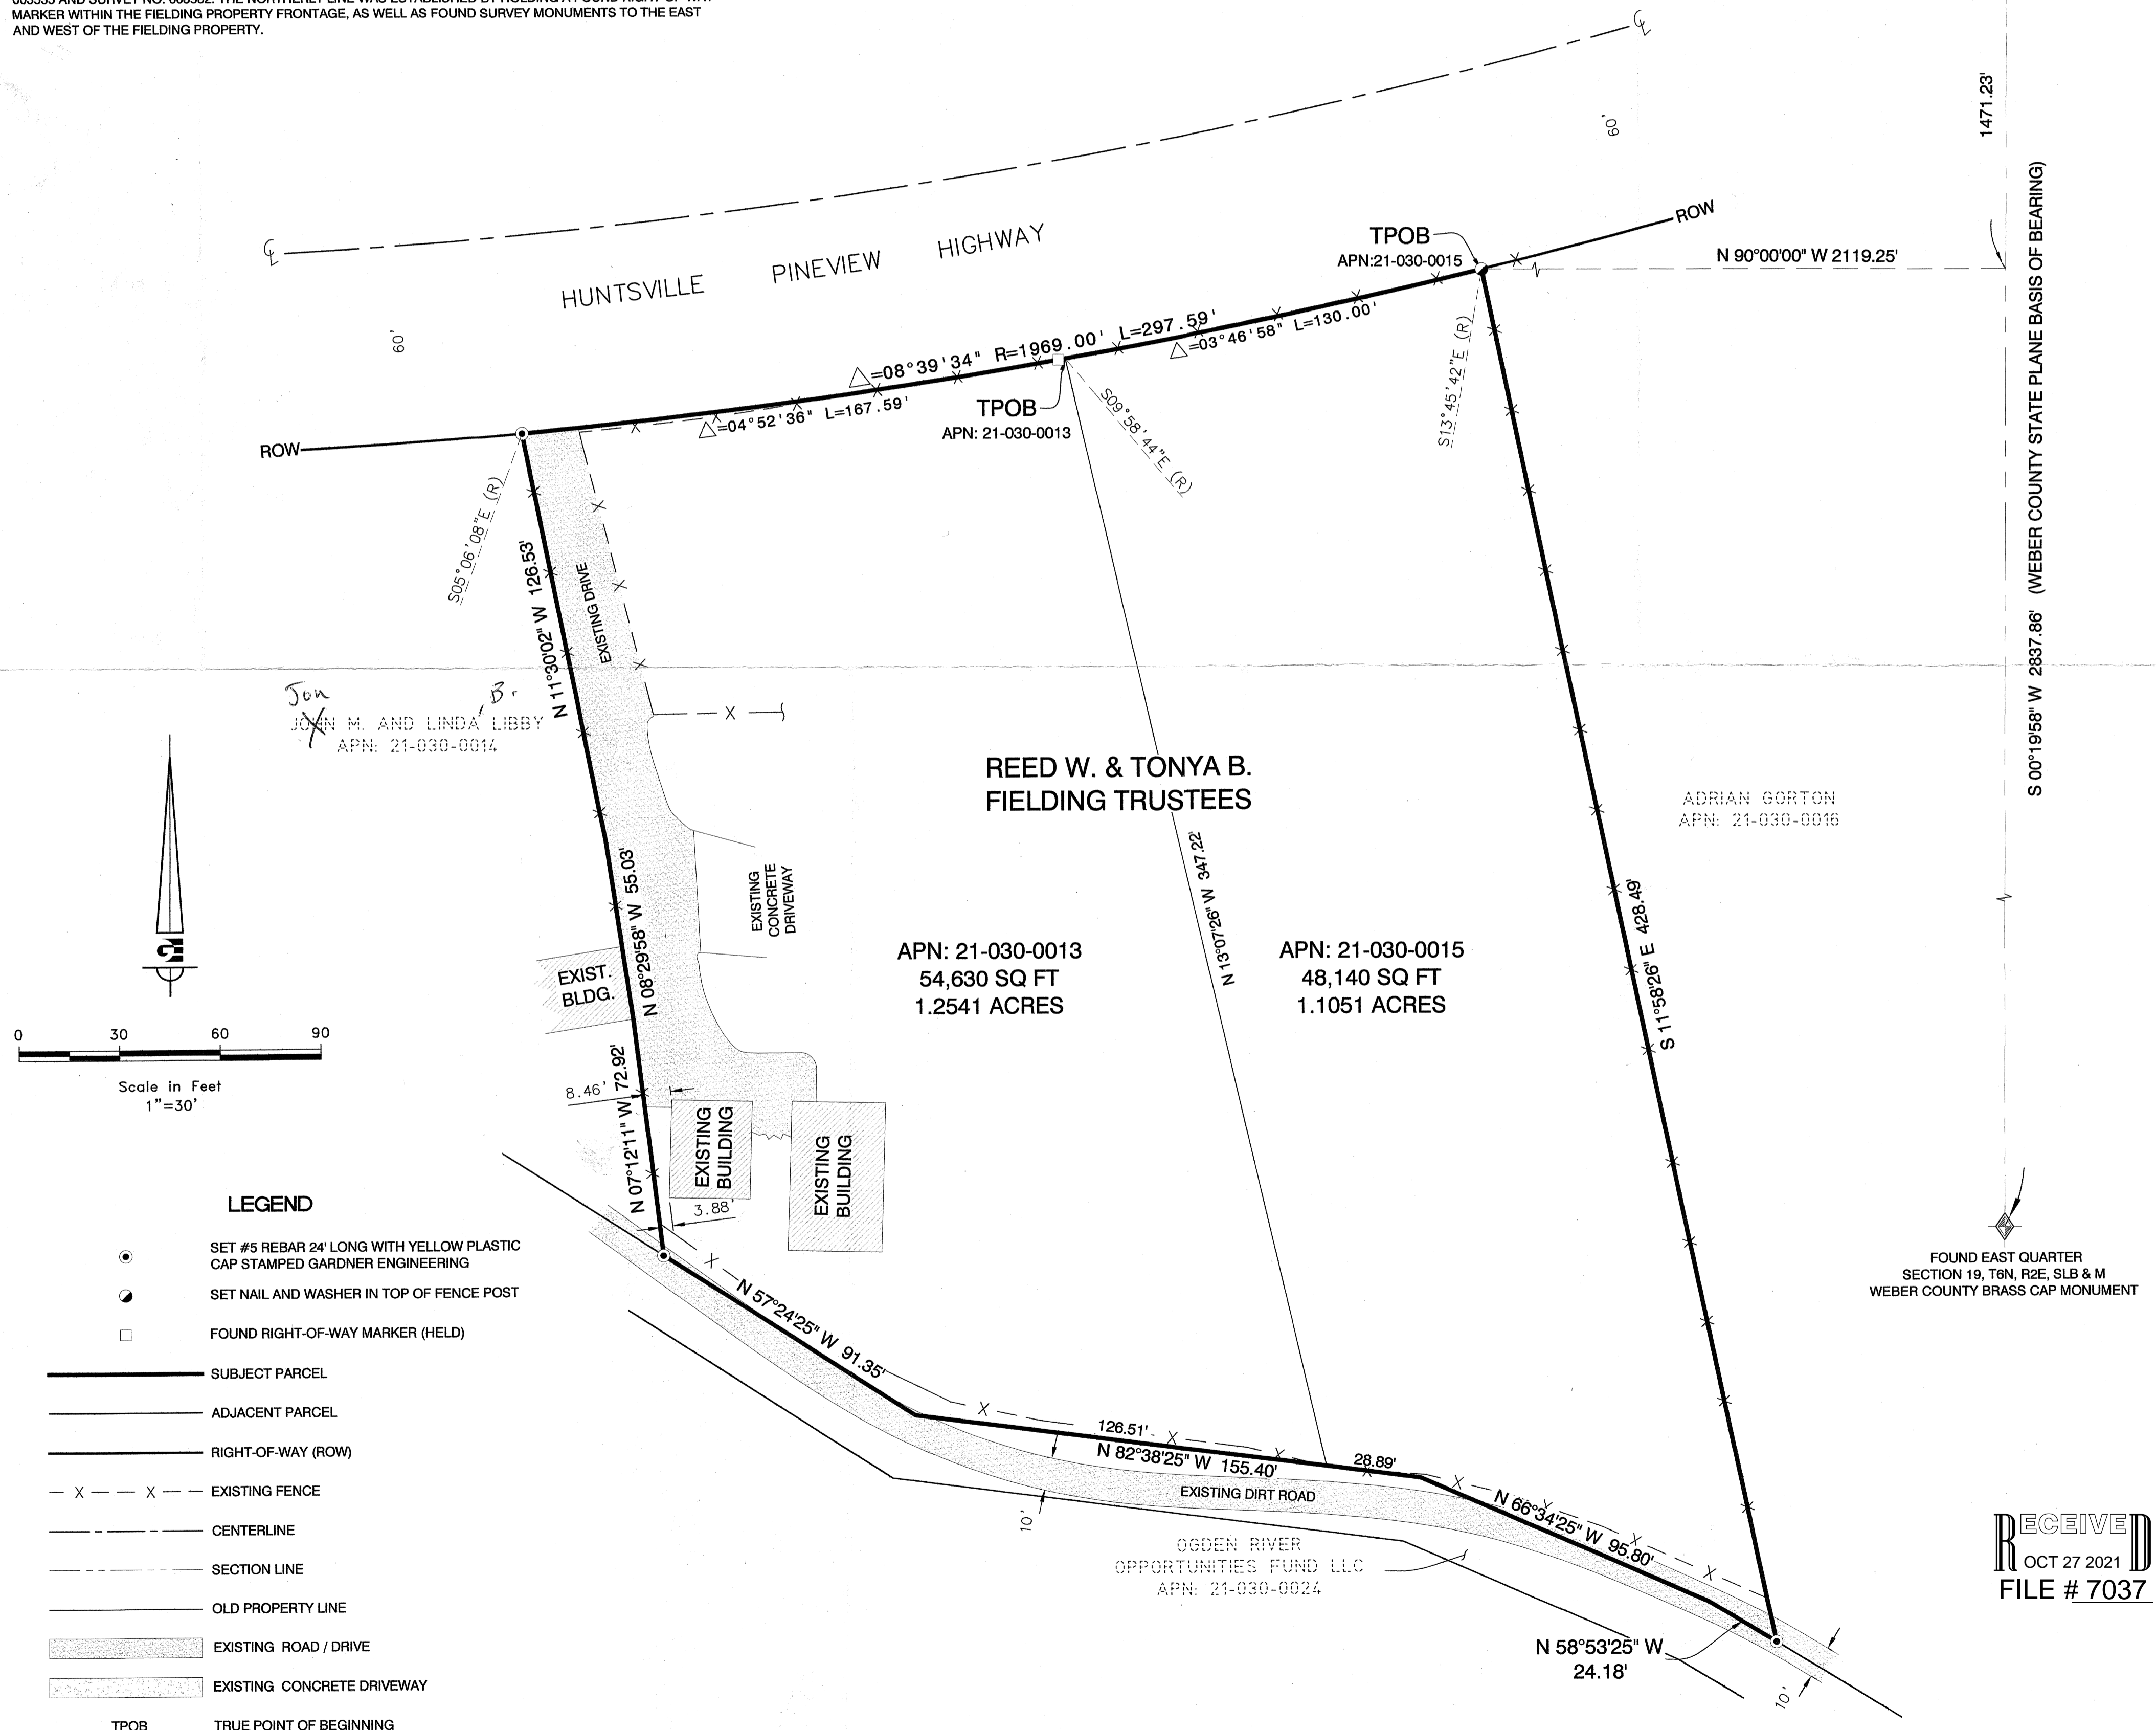 MARKER WITHIN THE FIELDING PROPERTY FRONTAGE, AS WELL AS FOUND SURVEY MONUMENTS TO THE EAST
AND WEST OF THE FIELDING PROPERTY.
℄
℄
60'
60'
1471.23'
HUNTSVILLE PINEVIEW HIGHWAY
ROW
ROW
TPOB
APN:21-030-0015
N 90°00'00" W 2119.25'
S 00°19'58" W 2837.86' (WEBER COUNTY STATE PLANE BASIS OF BEARING)
△=08°39'34" R=1969.00' L=297.59'
△=03°46'58" L=130.00'
△=04°52'36" L=167.59'
TPOB
APN: 21-030-0013
S09°58'44"E (R)
S13°45'42"E (R)
S05°06'08"E (R)
N 11°30'02" W 126.53'
EXISTING DRIVE
Jon B.
JOHN M. AND LINDA LIBBY
APN: 21-030-0014
REED W. & TONYA B.
FIELDING TRUSTEES
ADRIAN GORTON
APN: 21-030-0016
N 13°07'26" W 347.22'
S 11°58'26" E 428.49'
N 08°29'58" W 55.03'
EXISTING
CONCRETE
DRIVEWAY
EXIST.
BLDG.
APN: 21-030-0013
54,630 SQ FT
1.2541 ACRES
APN: 21-030-0015
48,140 SQ FT
1.1051 ACRES
G
0 30 60 90
Scale in Feet
1"=30'
N 07°12'11" W 72.92'
8.46'
EXISTING
BUILDING
EXISTING
BUILDING
3.88'
FOUND EAST QUARTER
SECTION 19, T6N, R2E, SLB & M
WEBER COUNTY BRASS CAP MONUMENT
N 57°24'25" W 91.35'
126.51'
N 82°38'25" W 155.40'
28.89'
EXISTING DIRT ROAD
N 66°34'25" W 95.80'
10'
OGDEN RIVER
OPPORTUNITIES FUND LLC
APN: 21-030-0024
N 58°53'25" W
24.18'
10'
LEGEND
SET #5 REBAR 24' LONG WITH YELLOW PLASTIC
CAP STAMPED GARDNER ENGINEERING
SET NAIL AND WASHER IN TOP OF FENCE POST
FOUND RIGHT-OF-WAY MARKER (HELD)
SUBJECT PARCEL
ADJACENT PARCEL
RIGHT-OF-WAY (ROW)
EXISTING FENCE
CENTERLINE
SECTION LINE
OLD PROPERTY LINE
EXISTING ROAD / DRIVE
EXISTING CONCRETE DRIVEWAY
TPOB TRUE POINT OF BEGINNING
RECEIVED
OCT 27 2021
FILE # 7037